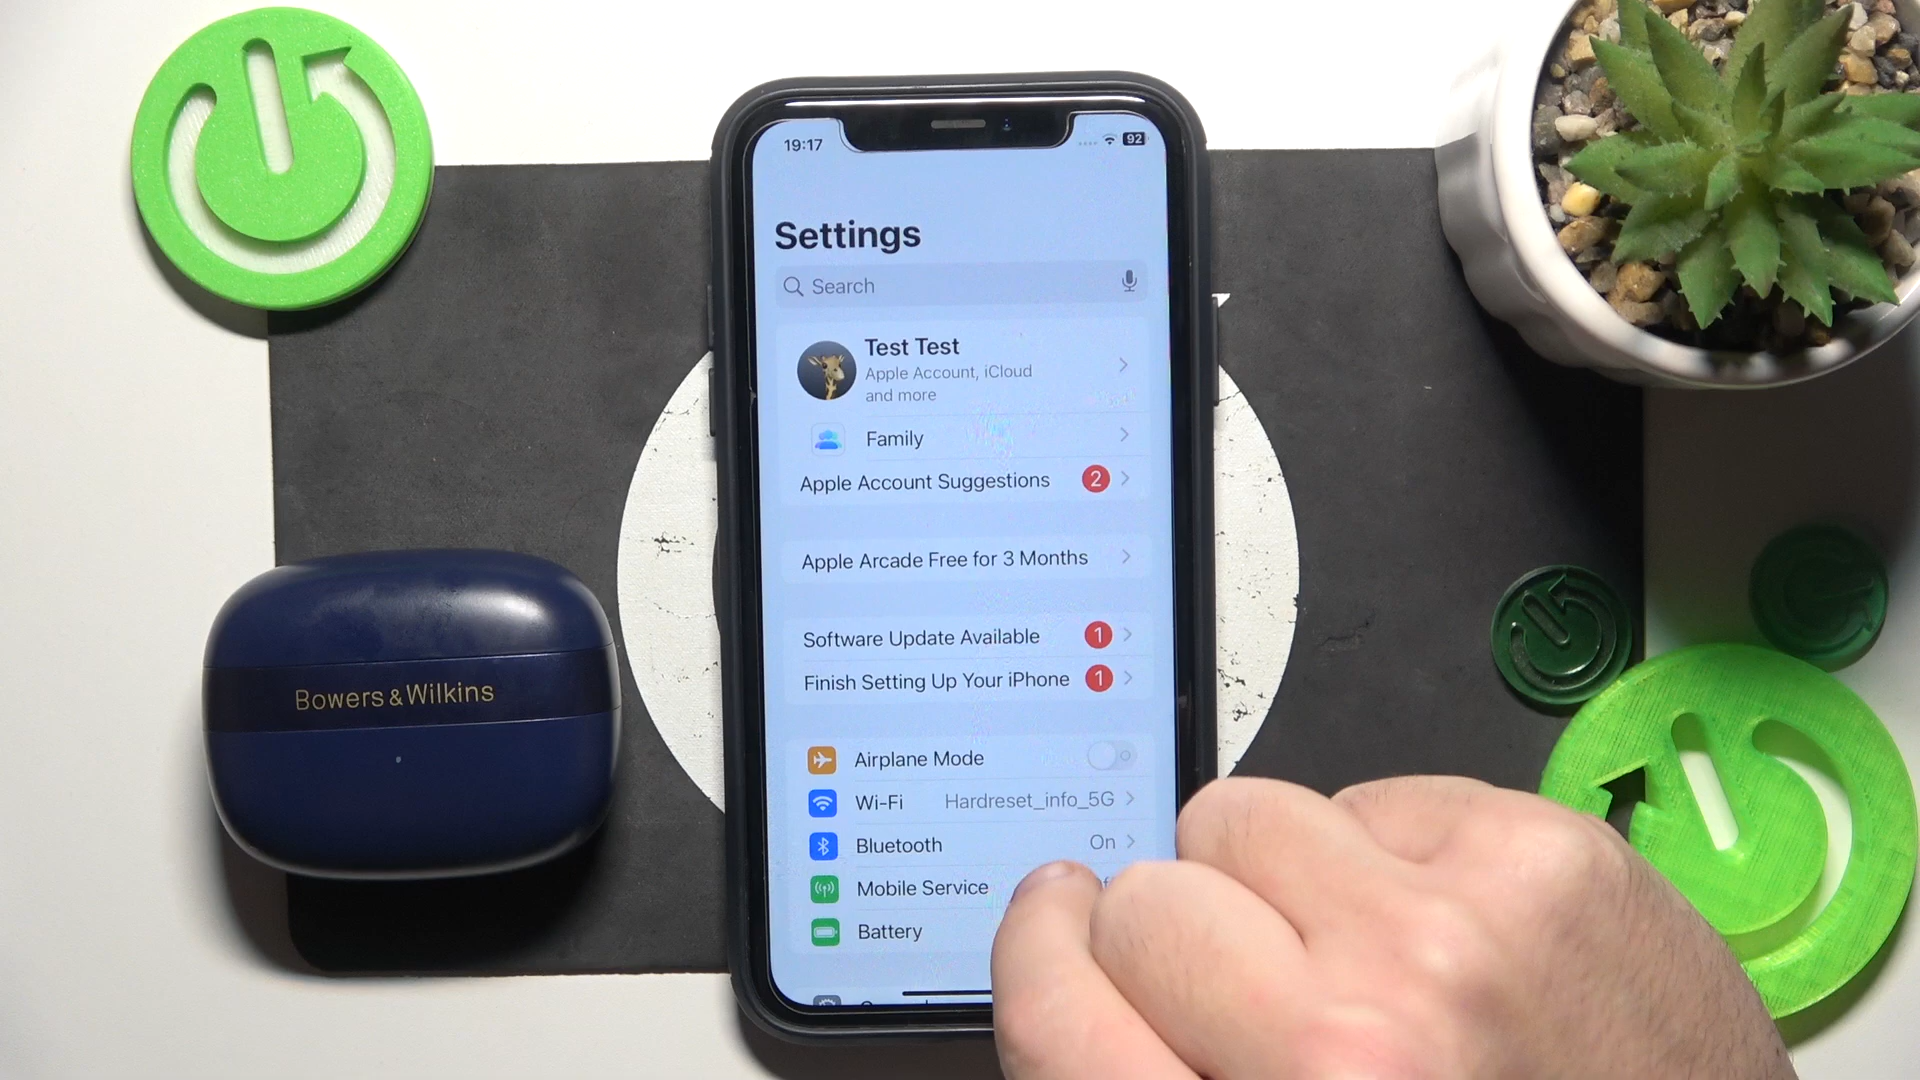 19:17
92
Settings
Search
Test Test
Apple Account, iCloud
and more
Family
Apple Account Suggestions 2
Apple Arcade Free for 3 Months
Software Update Available 1
Finish Setting Up Your iPhone 1
Airplane Mode
Wi-Fi Hardreset_info_5G
Bluetooth On
Mobile Service
Battery
Bowers & Wilkins